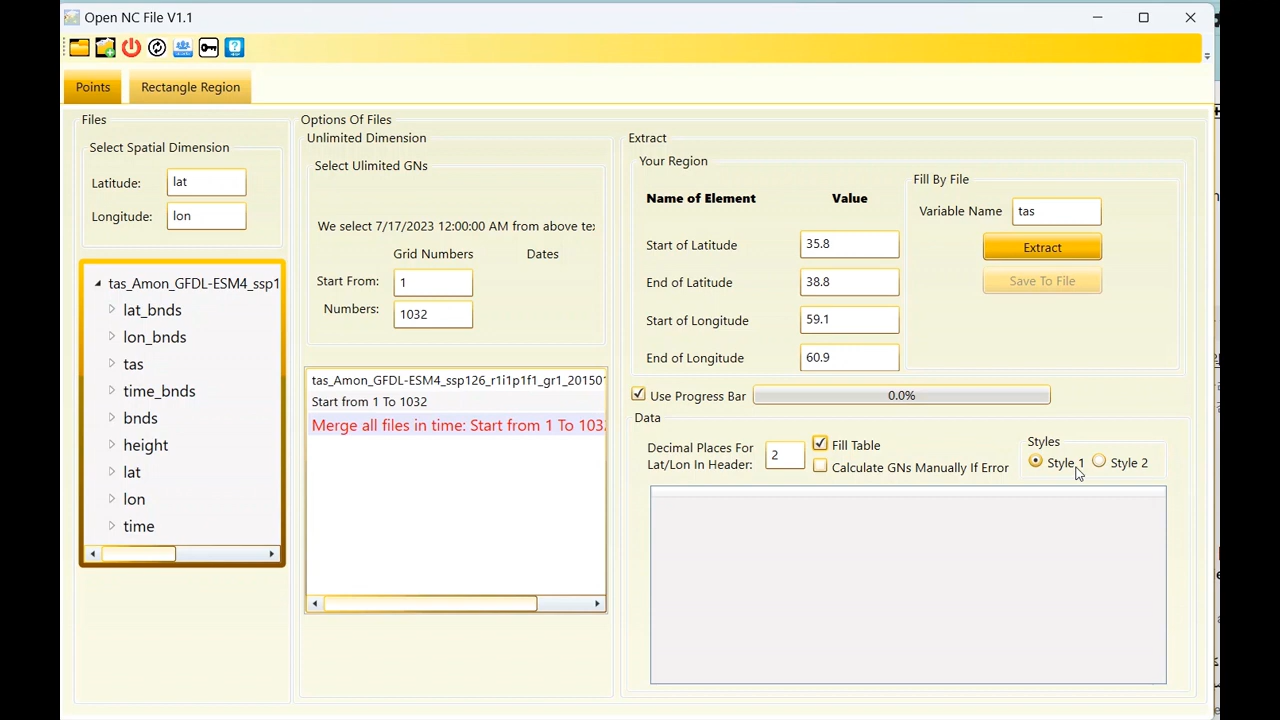 Open NC File V1.1
Points
Rectangle Region
Files
Select Spatial Dimension
Latitude: lat
Longitude: lon
tas_Amon_GFDL-ESM4_ssp1
lat_bnds
lon_bnds
tas
time_bnds
bnds
height
lat
lon
time
Options Of Files
Unlimited Dimension
Select Ulimited GNs
We select 7/17/2023 12:00:00 AM from above te
Grid Numbers Dates
Start From: 1
Numbers: 1032
tas_Amon_GFDL-ESM4_ssp126_r1i1p1f1_gr1_20150
Start from 1 To 1032
Merge all files in time: Start from 1 To 103
Extract
Your Region
Name of Element Value
Start of Latitude 35.8
End of Latitude 38.8
Start of Longitude 59.1
End of Longitude 60.9
Fill By File
Variable Name tas
Extract
Save To File
Use Progress Bar 0.0%
Data
Decimal Places For
Lat/Lon In Header: 2
Fill Table
Calculate GNs Manually If Error
Styles
Style 1 Style 2